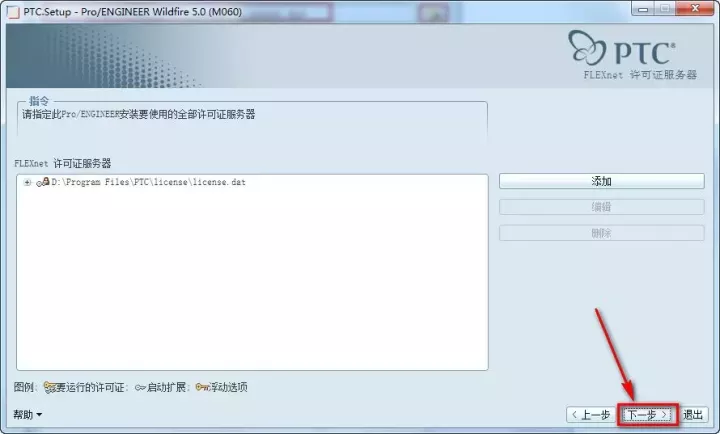 PTC.Setup - Pro/ENGINEER Wildfire 5.0 (M060)
PTC®
FLEXnet 许可证服务器
指令
请指定此Pro/ENGINEER安装要使用的全部许可证服务器
FLEXnet 许可证服务器
D:\Program Files\PTC\license\license.dat
添加
编辑
删除
图例: 要运行的许可证: 启动扩展: 浮动选项
帮助
< 上一步 下一步 > 退出